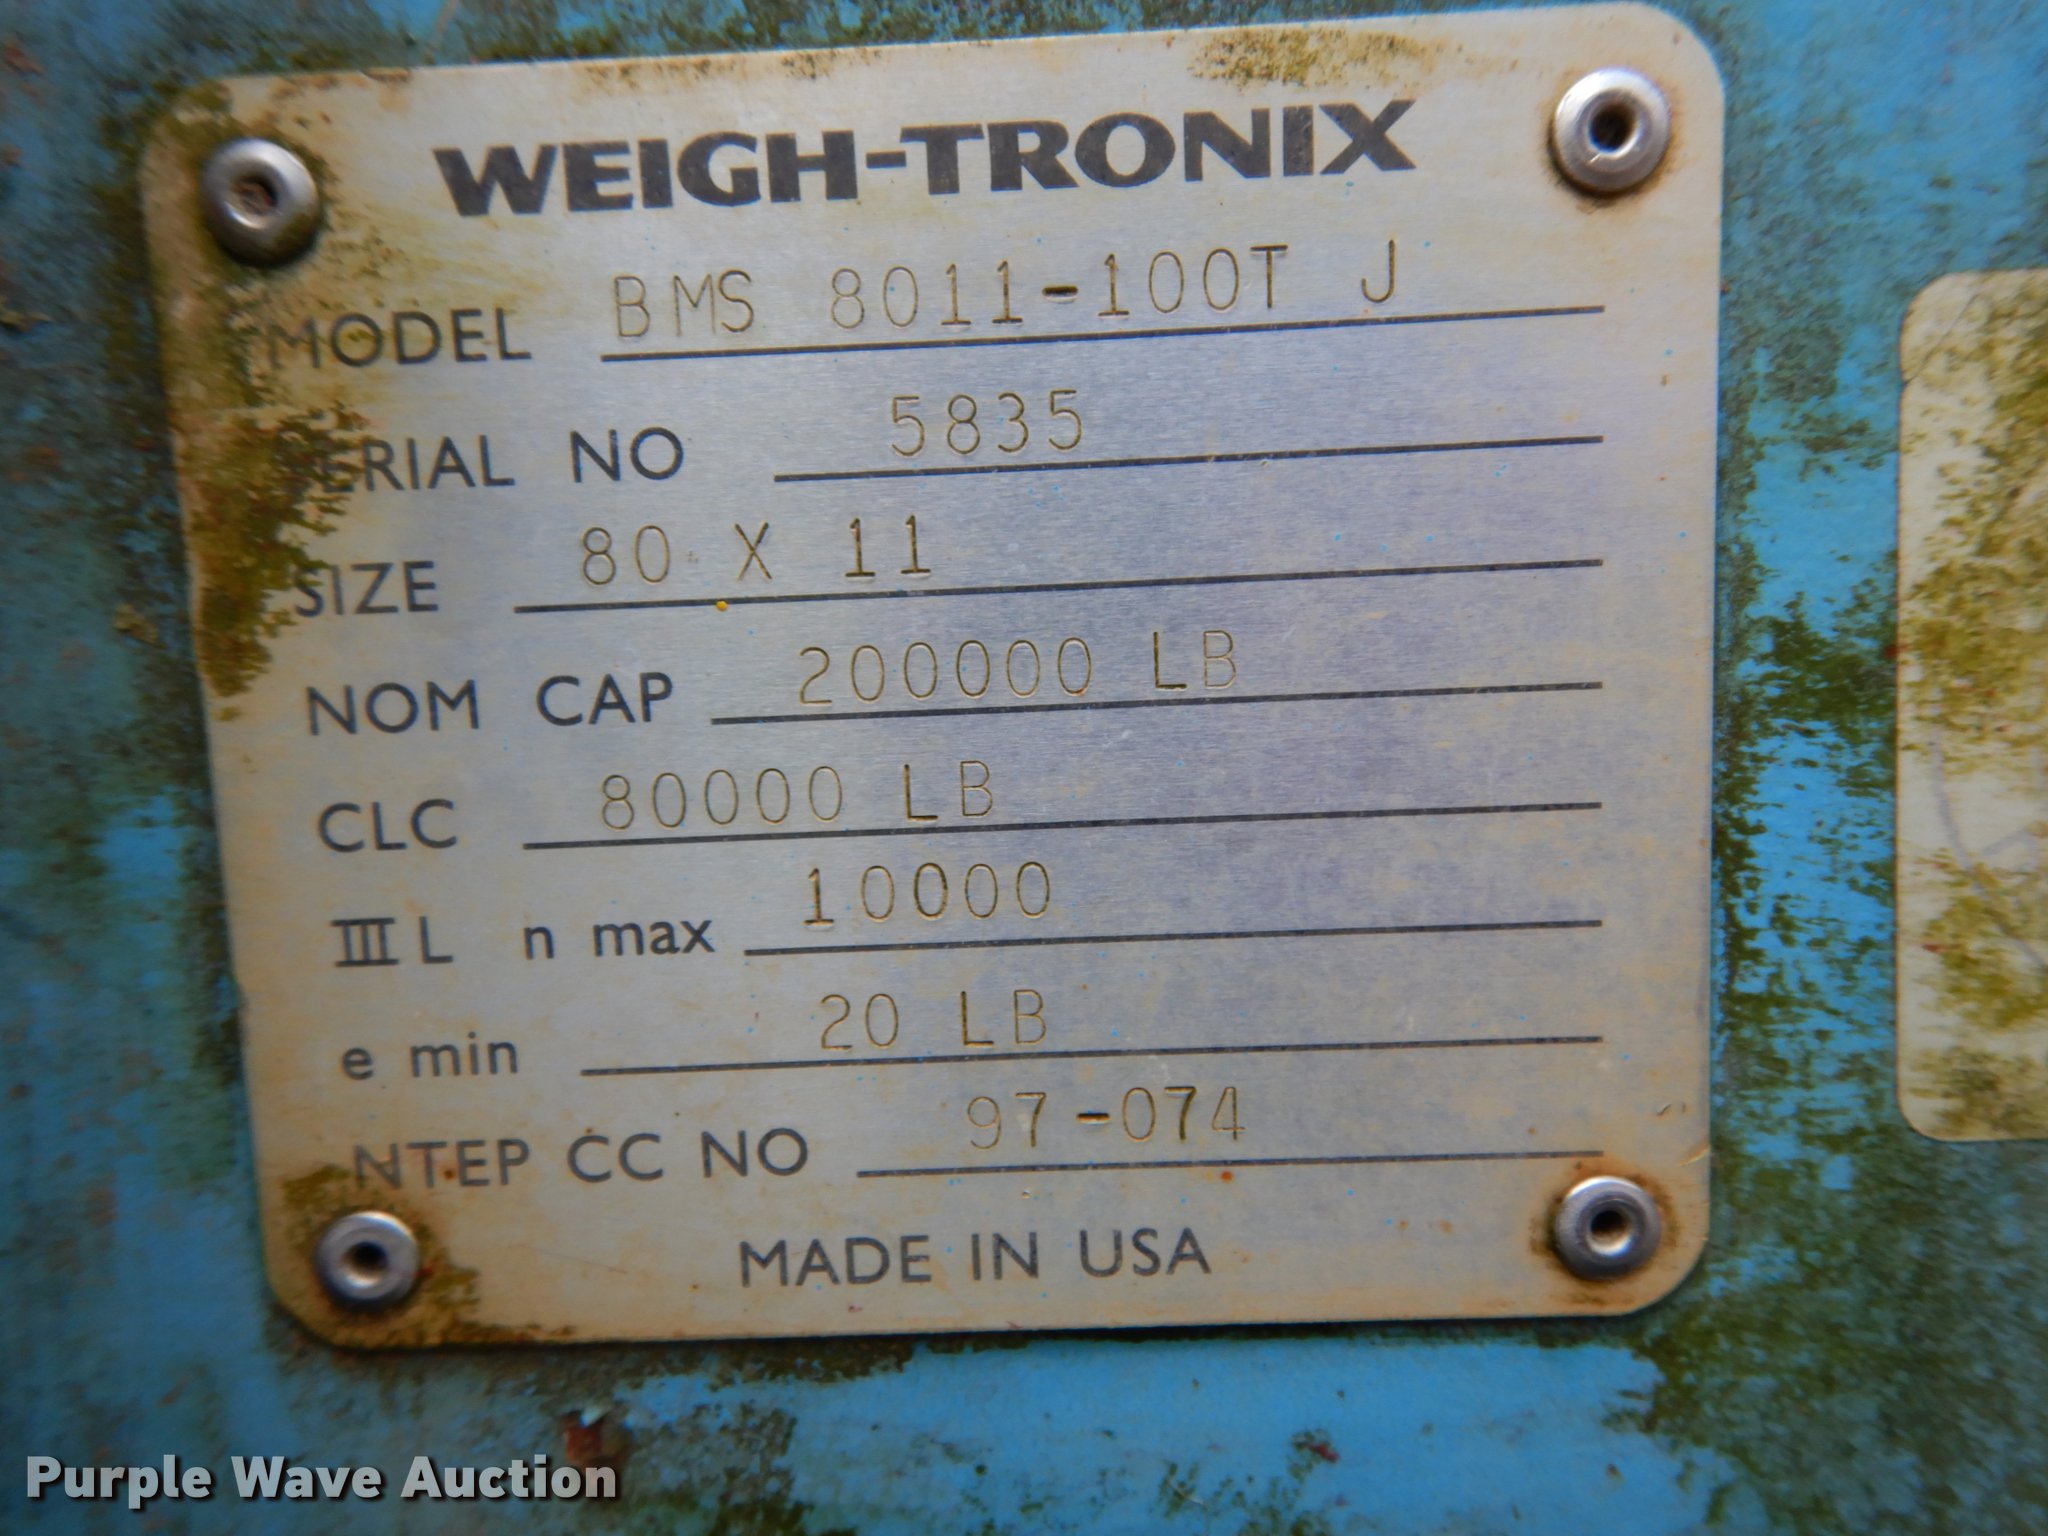 WEIGH-TRONIX
MODEL BMS 8011-100T J
SERIAL NO 5835
SIZE 80 X 11
NOM CAP 200000 LB
CLC 80000 LB
III L n max 10000
e min 20 LB
NTEP CC NO 97-074
MADE IN USA
Purple Wave Auction